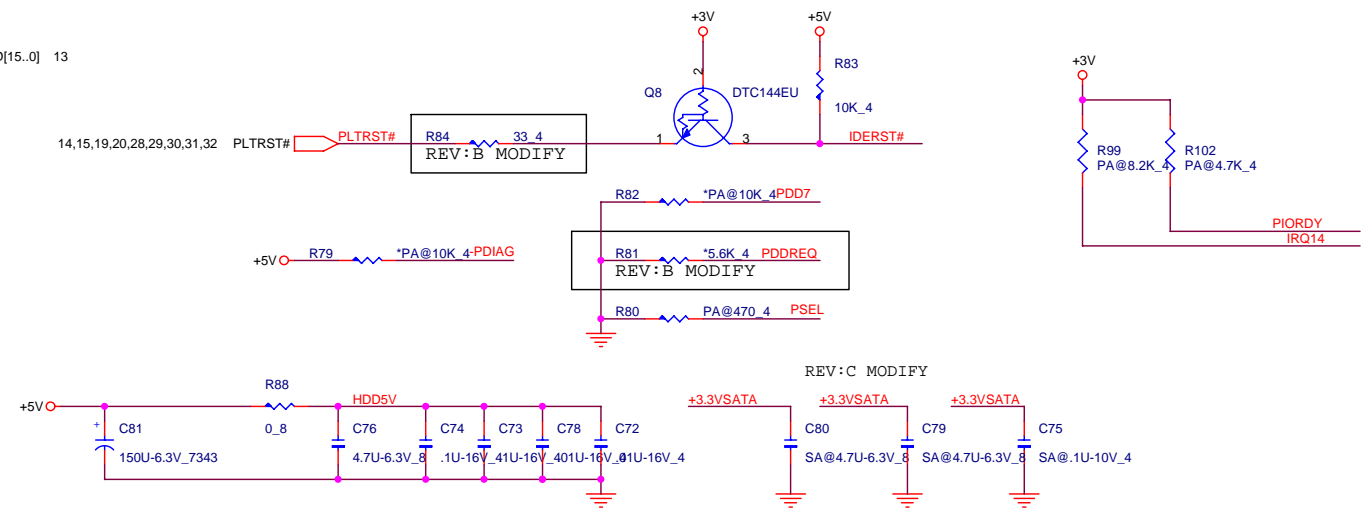 +3V
+5V
D[15..0] 13
+3V
R83
2
Q8
DTC144EU
10K_4
14,15,19,20,28,29,30,31,32 PLTRST#
PLTRST#
R84
33_4
1
3
IDERST#
REV:B MODIFY
R99
PA@8.2K_4
R102
PA@4.7K_4
R82
*PA@10K_4
PDD7
PIORDY
IRQ14
+5V
R79
*PA@10K_4
-PDIAG
R81
*5.6K_4
PDDREQ
REV:B MODIFY
R80
PA@470_4
PSEL
REV:C MODIFY
R88
+5V
HDD5V
+3.3VSATA
+3.3VSATA
+3.3VSATA
0_8
+
C81
150U-6.3V_7343
C76
4.7U-6.3V_8
C74
.1U-16V_4
C73
C78
C72
C80
SA@4.7U-6.3V_8
C79
SA@4.7U-6.3V_8
C75
SA@.1U-10V_4